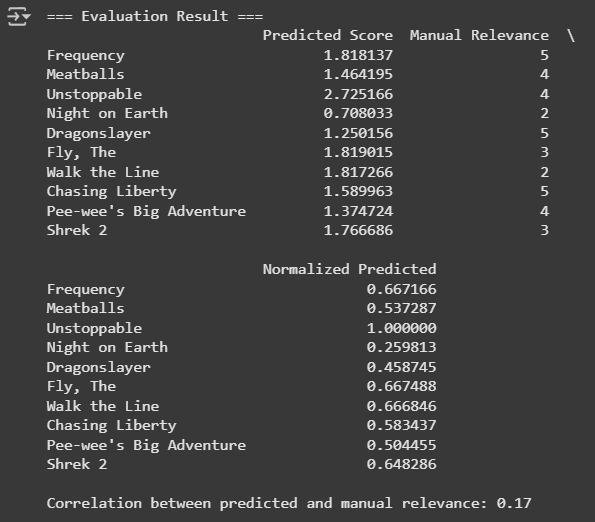 === Evaluation Result ===
Predicted Score Manual Relevance \
Frequency 1.818137 5
Meatballs 1.464195 4
Unstoppable 2.725166 4
Night on Earth 0.708033 2
Dragonslayer 1.250156 5
Fly, The 1.819015 3
Walk the Line 1.817266 2
Chasing Liberty 1.589963 5
Pee-wee's Big Adventure 1.374724 4
Shrek 2 1.766686 3
Normalized Predicted
Frequency 0.667166
Meatballs 0.537287
Unstoppable 1.000000
Night on Earth 0.259813
Dragonslayer 0.458745
Fly, The 0.667488
Walk the Line 0.666846
Chasing Liberty 0.583437
Pee-wee's Big Adventure 0.504455
Shrek 2 0.648286
Correlation between predicted and manual relevance: 0.17